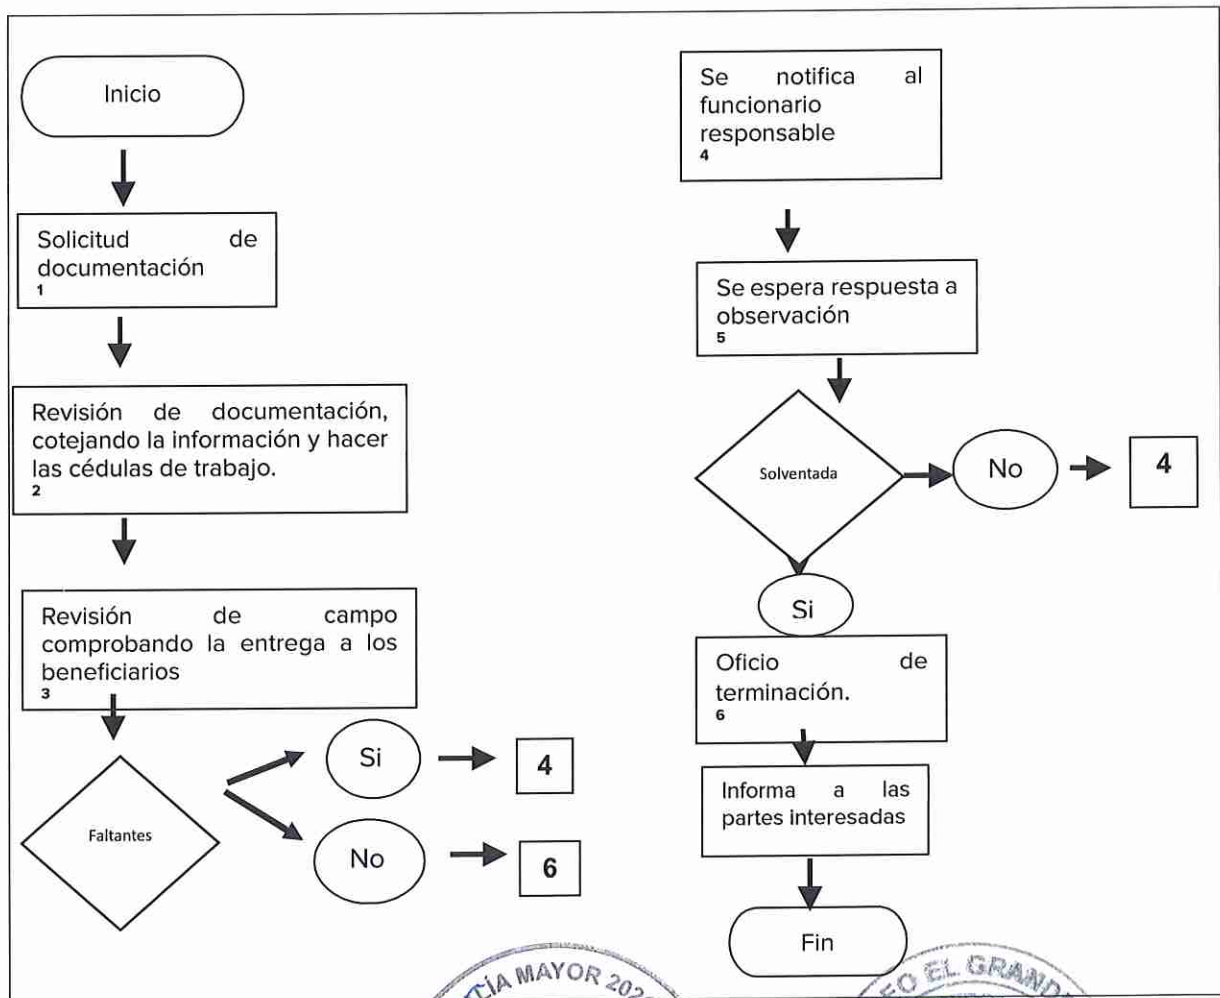 Inicio
Solicitud de
documentación
1
Revisión de documentación,
cotejando la información y hacer
las cédulas de trabajo.
2
Revisión de campo
comprobando la entrega a los
beneficiarios
3
Faltantes
Si
4
No
6
Se notifica al
funcionario
responsable
4
Se espera respuesta a
observación
5
Solventada
No
4
Si
Oficio de
terminación.
6
Informa a las
partes interesadas
Fin
MAYOR
EL